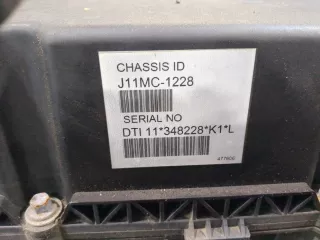 CHASSIS ID
J11MC-1228
SERIAL NO
DTI 11*348228*K1*L